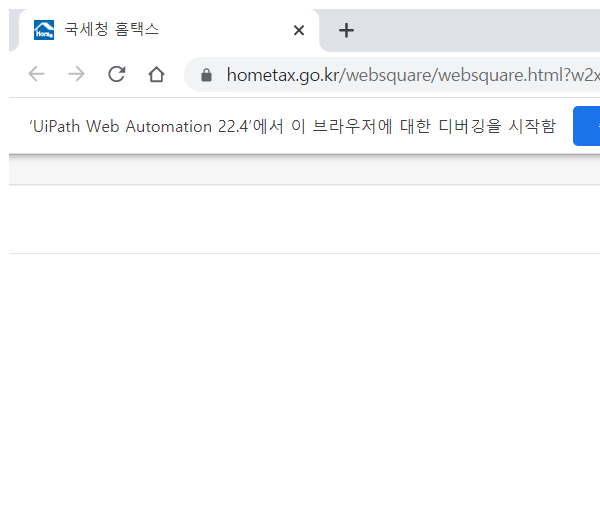 국세청 홈택스
hometax.go.kr/websquare/websquare.html?w2x
'UiPath Web Automation 22.4'에서 이 브라우저에 대한 디버깅을 시작함